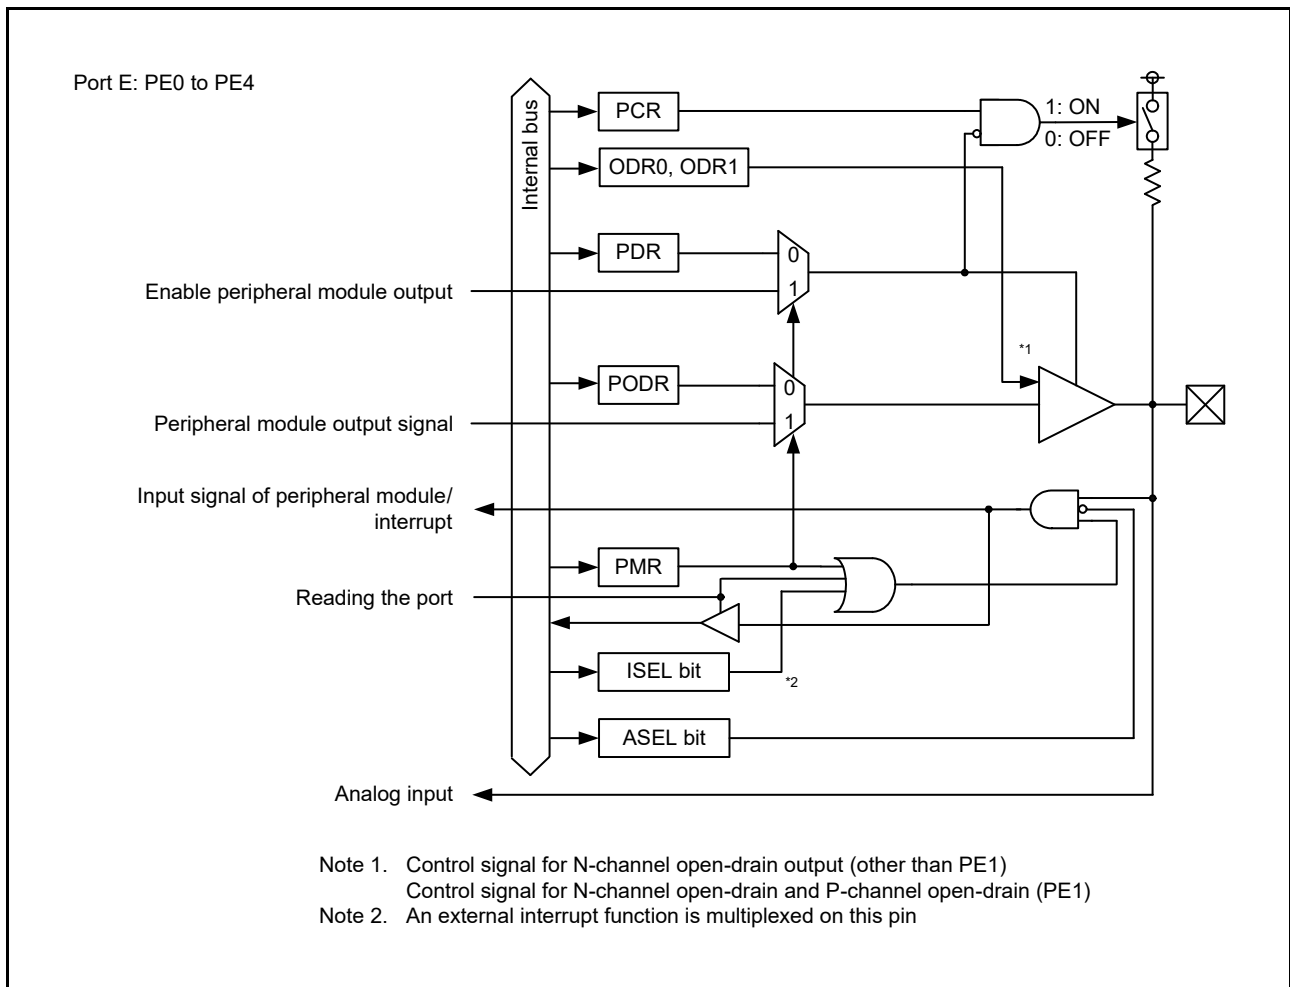 Port E: PE0 to PE4
Internal bus
PCR
1: ON
0: OFF
ODR0, ODR1
PDR
0
1
Enable peripheral module output
*1
PODR
0
1
Peripheral module output signal
Input signal of peripheral module/
interrupt
PMR
Reading the port
ISEL bit
*2
ASEL bit
Analog input
Note 1. Control signal for N-channel open-drain output (other than PE1)
Control signal for N-channel open-drain and P-channel open-drain (PE1)
Note 2. An external interrupt function is multiplexed on this pin